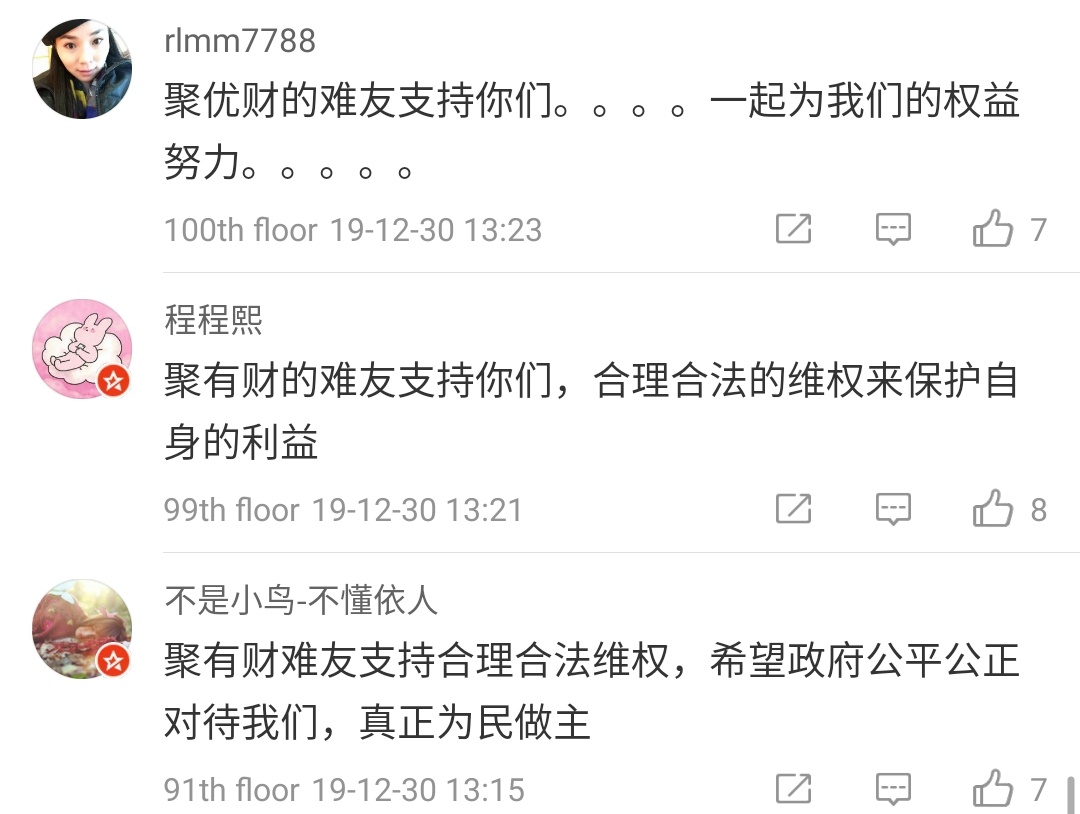 rlmm7788
聚优财的难友支持你们。。。。一起为我们的权益
努力。。。。。
100th floor 19-12-30 13:23
7
程程熙
聚有财的难友支持你们，合理合法的维权来保护自
身的利益
99th floor 19-12-30 13:21
8
不是小鸟-不懂依人
聚有财难友支持合理合法维权，希望政府公平公正
对待我们，真正为民做主
91th floor 19-12-30 13:15
7